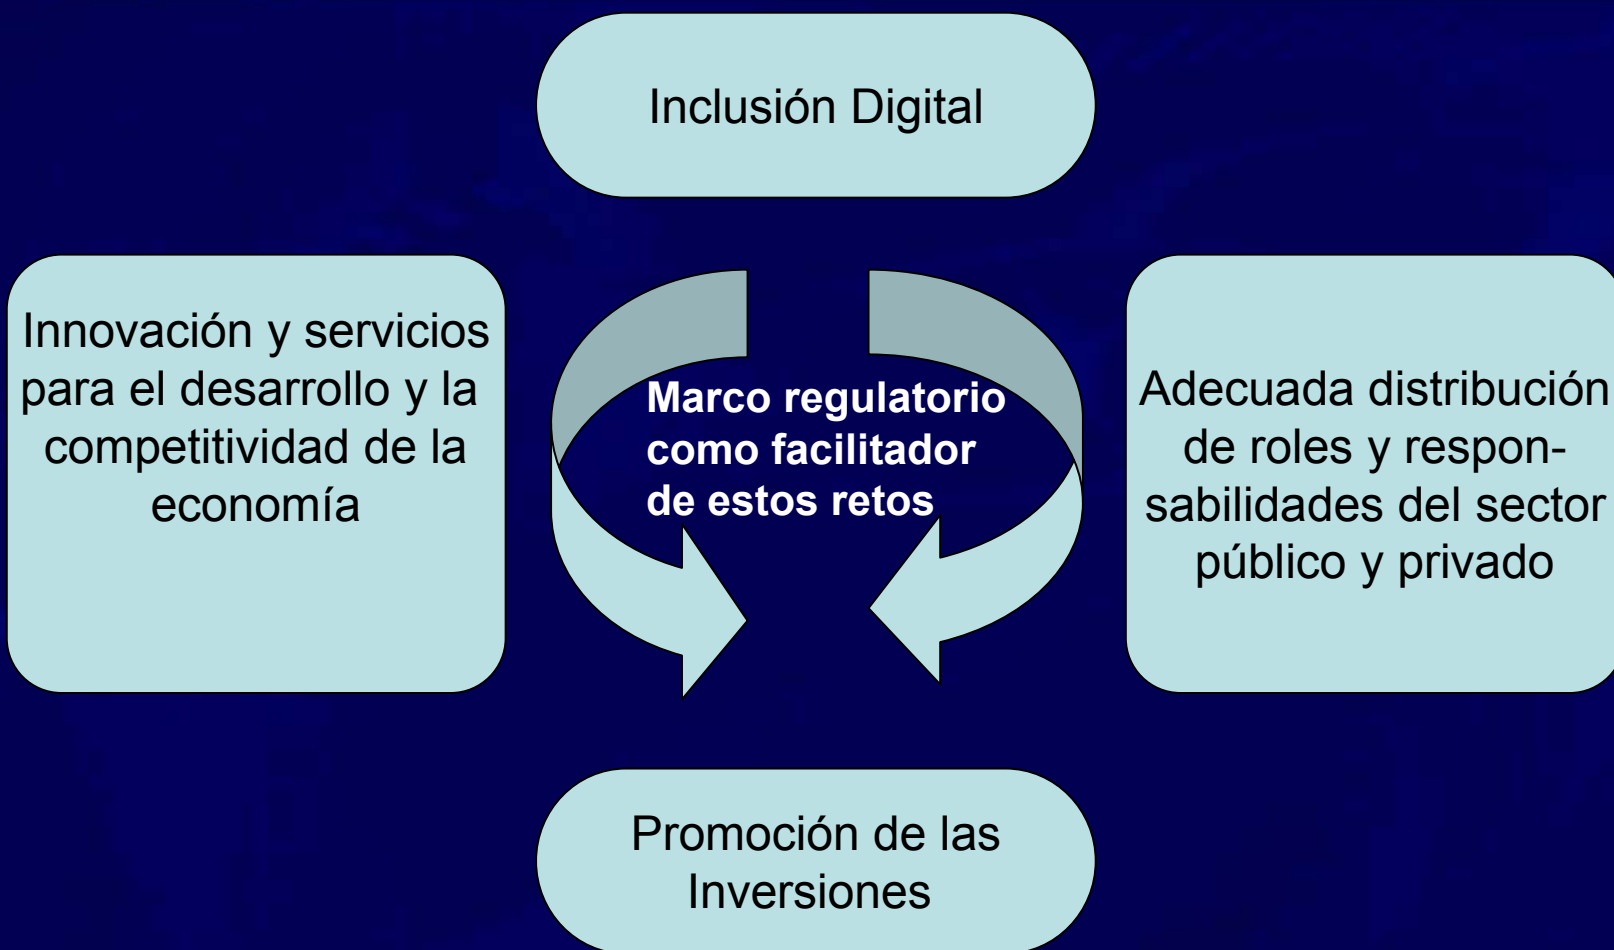 Inclusión Digital
Innovación y servicios
para el desarrollo y la
competitividad de la
economía
Marco regulatorio
como facilitador
de estos retos
Adecuada distribución
de roles y respon-
sabilidades del sector
público y privado
Promoción de las
Inversiones